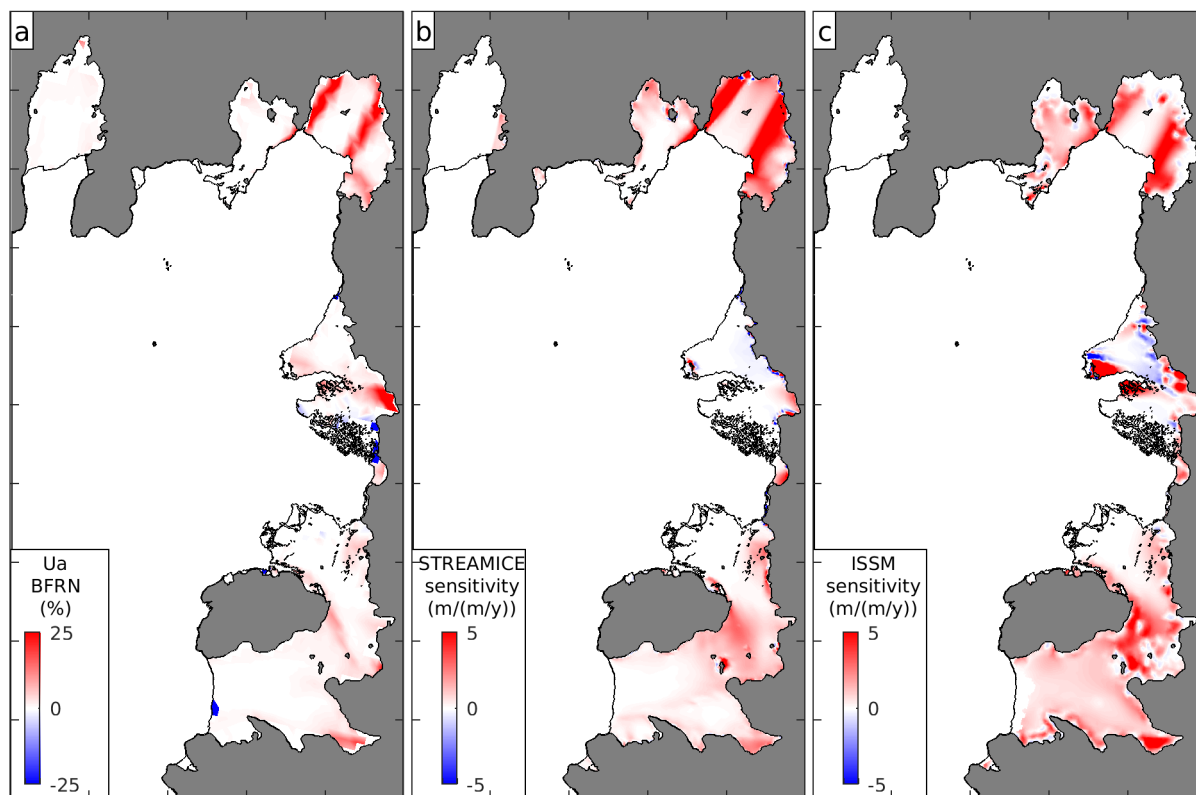 a
Ua
BFRN
(%)
25
0
-25
b
STREAMICE
sensitivity
(m/(m/y))
5
0
-5
c
ISSM
sensitivity
(m/(m/y))
5
0
-5